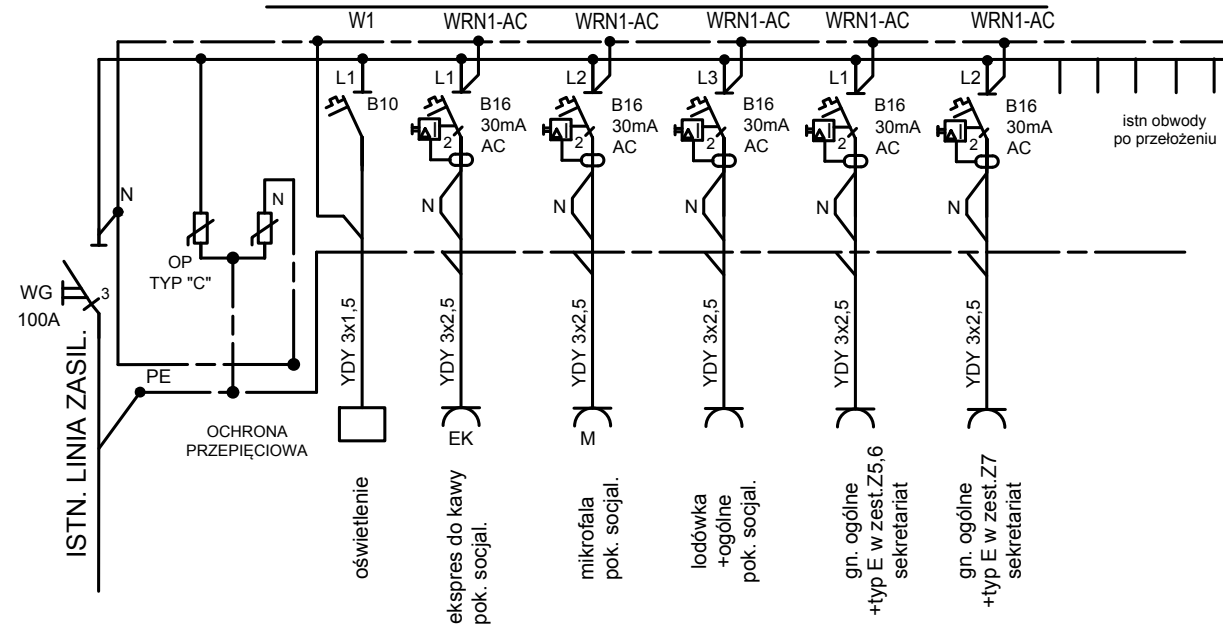 W1
WRN1-AC
WRN1-AC
WRN1-AC
WRN1-AC
WRN1-AC
L1
L1
L2
L3
L1
L2
B10
B16
30mA
AC
B16
30mA
AC
B16
30mA
AC
B16
30mA
AC
B16
30mA
AC
2
2
2
2
2
istn obwody
po przełożeniu
N
N
N
N
N
N
N
OP
TYP "C"
WG
100A
3
ISTN. LINIA ZASIL.
PE
OCHRONA
PRZEPIĘCIOWA
YDY 3x1,5
YDY 3x2,5
YDY 3x2,5
YDY 3x2,5
YDY 3x2,5
YDY 3x2,5
EK
M
oświetlenie
ekspres do kawy
pok. socjal.
mikrofala
pok. socjal.
lodówka
+ogólne
pok. socjal.
gn. ogólne
+typ E w zest.Z5,6
sekretariat
gn. ogólne
+typ E w zest.Z7
sekretariat